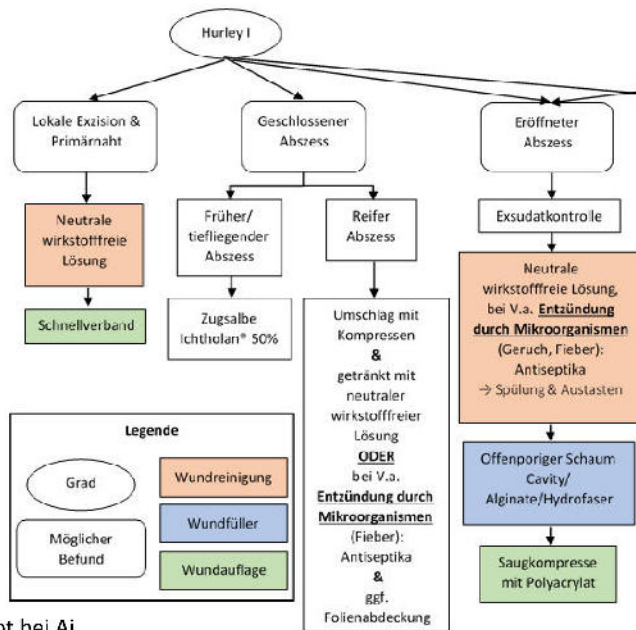 Hurley I
Lokale Exzision &
Primärnaht
Geschlossener
Abszess
Eröffneter
Abszess
Neutrale
wirkstofffreie
Lösung
Früher/
tiefliegender
Abszess
Reifer
Abszess
Exsudatkontrolle
Schnellverband
Zugsalbe
Ichtholan® 50%
Umschlag mit
Kompressen
&
getränkt mit
neutraler
wirkstofffreier
Lösung
ODER
bei V.a.
Entzündung durch
Mikroorganismen
(Fieber):
Antiseptika
&
ggf.
Folienabdeckung
Neutrale
wirkstofffreie Lösung,
bei V.a. Entzündung
durch Mikroorganismen
(Geruch, Fieber):
Antiseptika
→ Spülung & Austasten
Offenporiger Schaum
Cavity/
Alginate/Hydrofaser
Saugkompresse
mit Polyacrylat
Legende
Grad
Wundreinigung
Möglicher
Befund
Wundfüller
Wundauflage